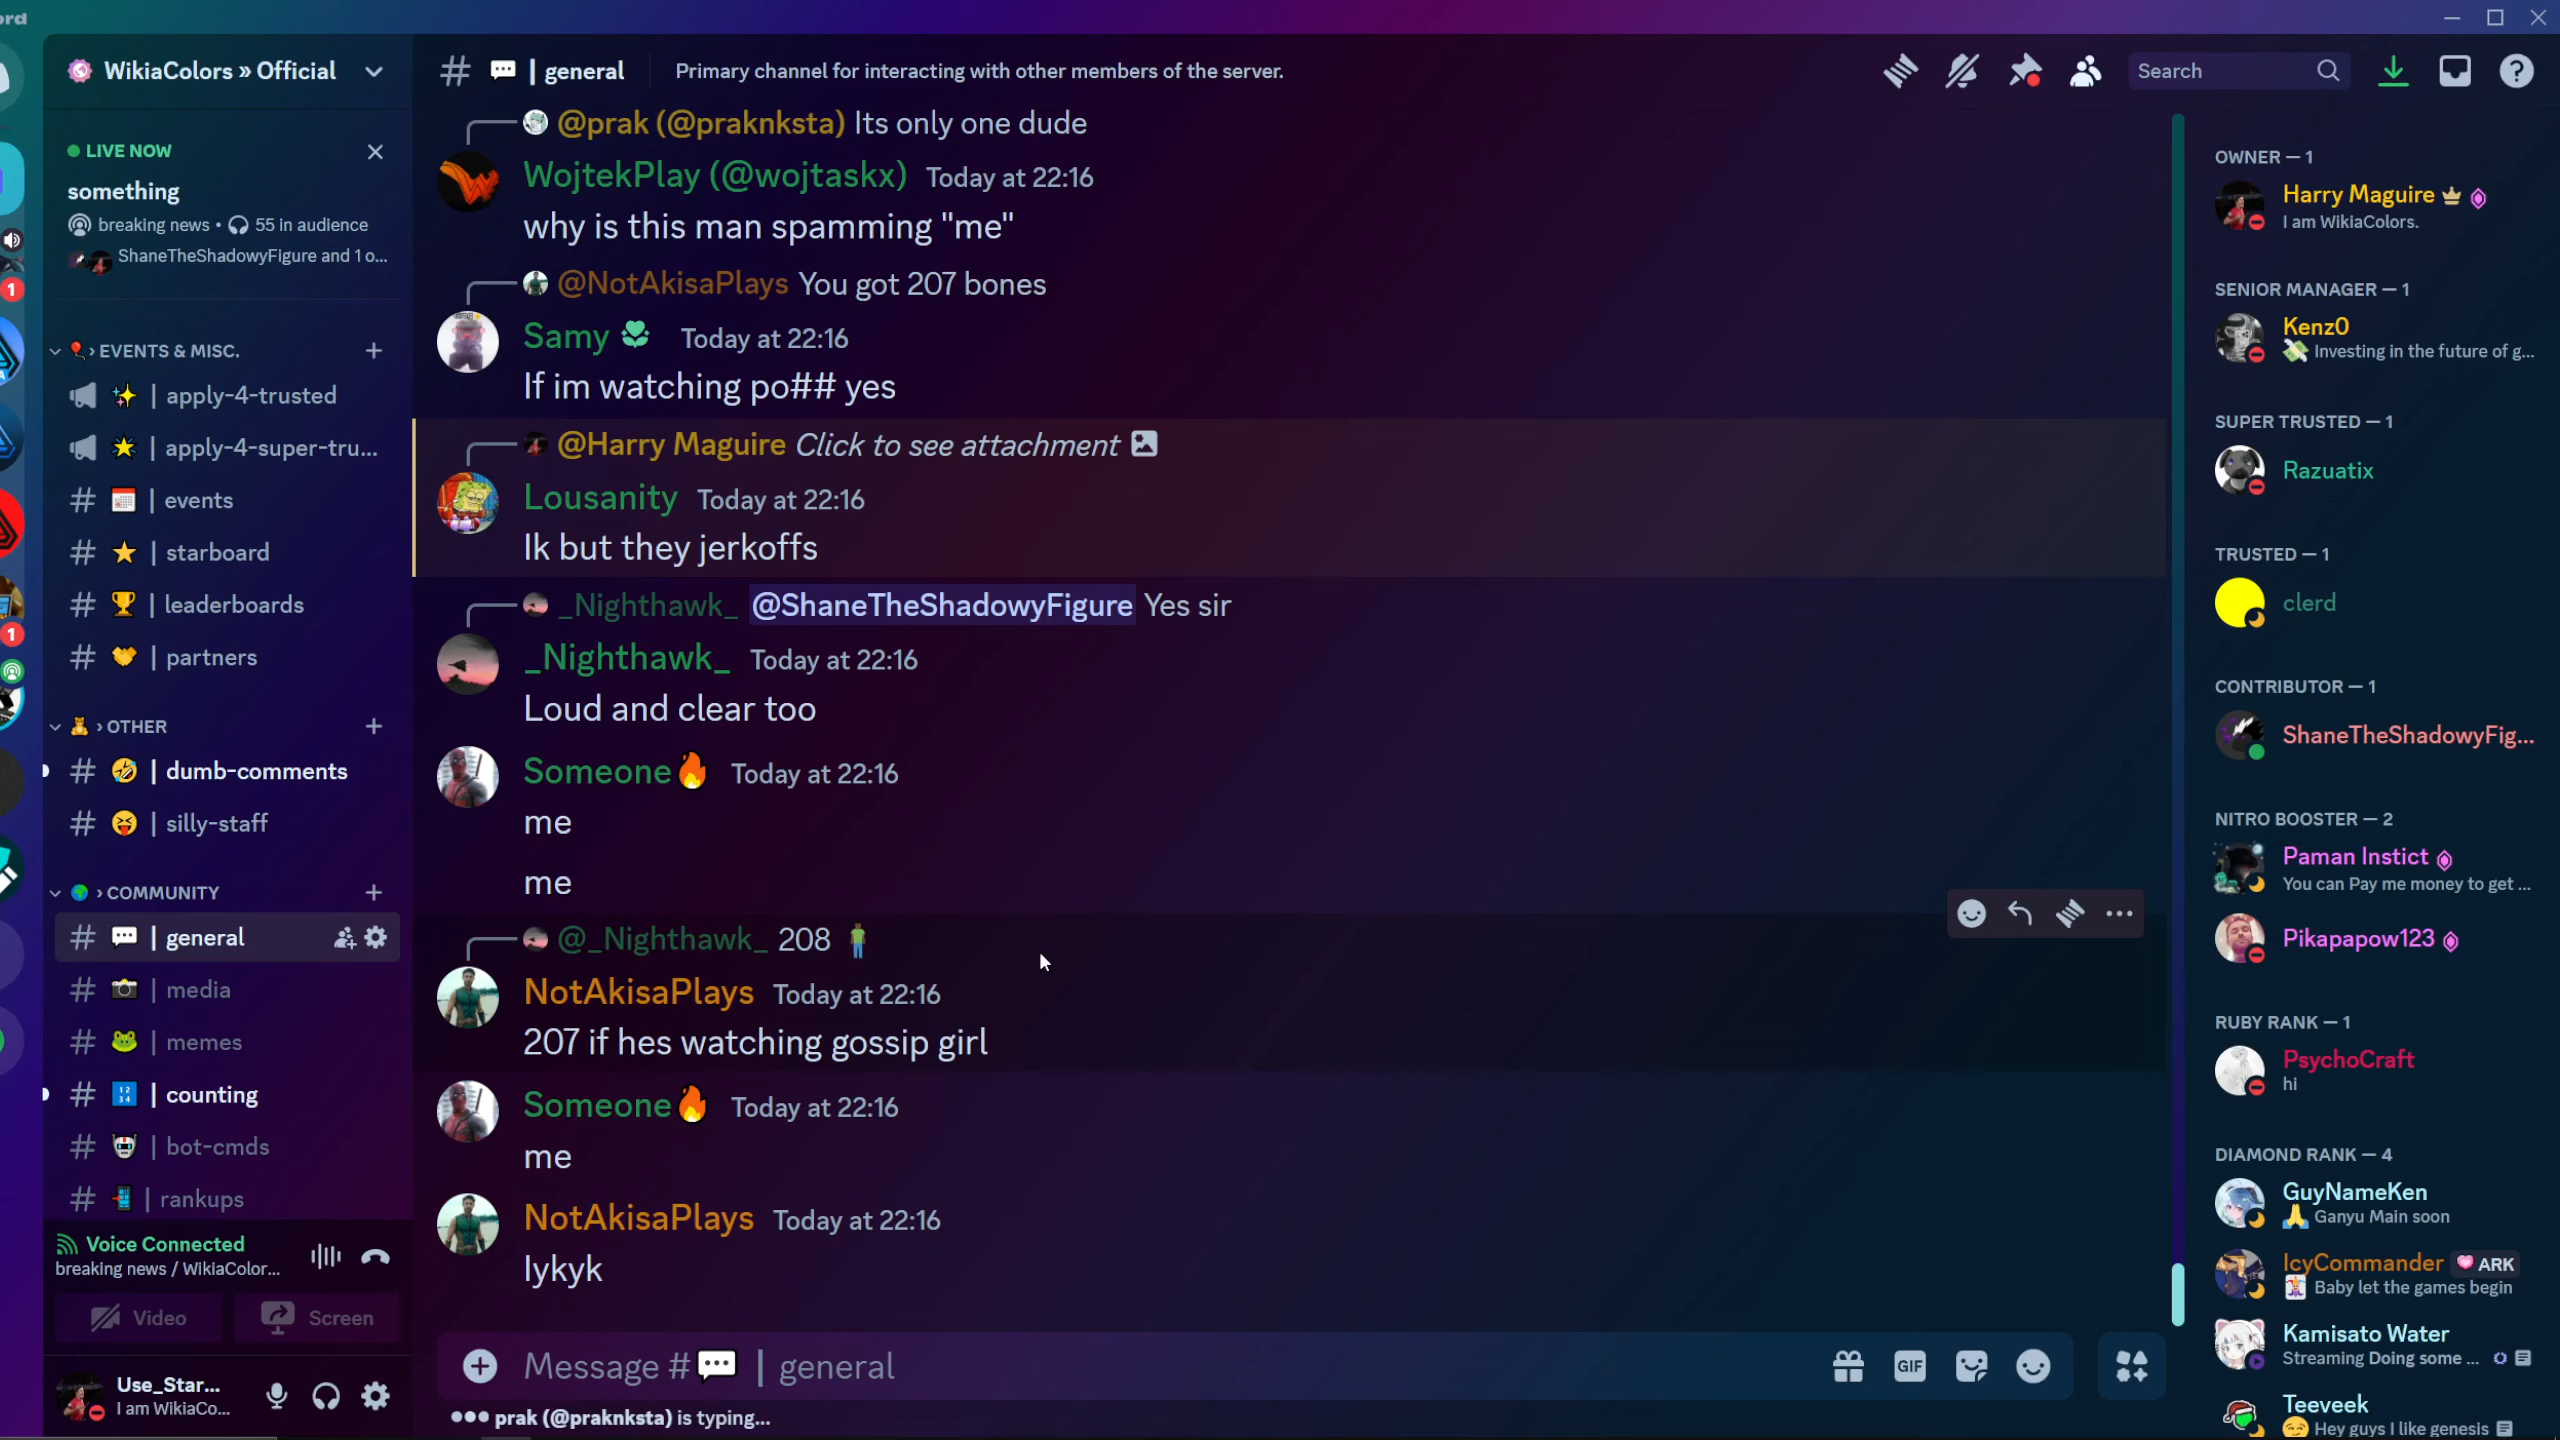 ord
WikiaColors » Official
LIVE NOW
something
breaking news • 55 in audience
ShaneTheShadowyFigure and 1 o...
› EVENTS & MISC.
| apply-4-trusted
| apply-4-super-tru...
# | events
# | starboard
# | leaderboards
# | partners
› OTHER
# | dumb-comments
# | silly-staff
› COMMUNITY
# | general
# | media
# | memes
# | counting
# | bot-cmds
# | rankups
Voice Connected
breaking news / WikiaColor...
Video
Screen
Use_Star...
I am WikiaCo...
1
1
# | general
Primary channel for interacting with other members of the server.
Search
@prak (@praknksta) Its only one dude
WojtekPlay (@wojtaskx) Today at 22:16
why is this man spamming "me"
@NotAkisaPlays You got 207 bones
Samy Today at 22:16
If im watching po## yes
@Harry Maguire Click to see attachment
Lousanity Today at 22:16
Ik but they jerkoffs
_Nighthawk_ @ShaneTheShadowyFigure Yes sir
_Nighthawk_ Today at 22:16
Loud and clear too
Someone🔥 Today at 22:16
me
me
@_Nighthawk_ 208
NotAkisaPlays Today at 22:16
207 if hes watching gossip girl
Someone🔥 Today at 22:16
me
NotAkisaPlays Today at 22:16
lykyk
Message # | general
GIF
prak (@praknksta) is typing...
OWNER — 1
Harry Maguire
I am WikiaColors.
SENIOR MANAGER — 1
Kenz0
Investing in the future of g...
SUPER TRUSTED — 1
Razuatix
TRUSTED — 1
clerd
CONTRIBUTOR — 1
ShaneTheShadowyFig...
NITRO BOOSTER — 2
Paman Instict
You can Pay me money to get ...
Pikapapow123
RUBY RANK — 1
PsychoCraft
hi
DIAMOND RANK — 4
GuyNameKen
Ganyu Main soon
IcyCommander ARK
Baby let the games begin
Kamisato Water
Streaming Doing some ...
Teeveek
Hey guys I like genesis